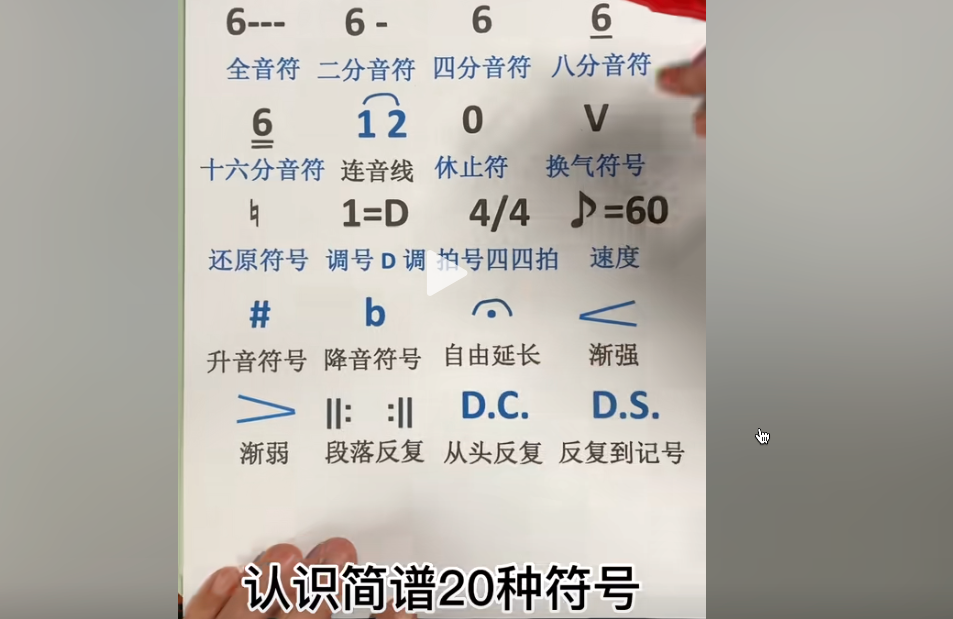 6--- 6 - 6 6
全音符 二分音符 四分音符 八分音符
6 1 2 0 V
十六分音符 连音线 休止符 换气符号
♮ 1=D 4/4 ♪=60
还原符号 调号 D 调 拍号四四拍 速度
# b 𝄐 <
升音符号 降音符号 自由延长 渐强
> ||: :|| D.C. D.S.
渐弱 段落反复 从头反复 反复到记号
认识简谱20种符号